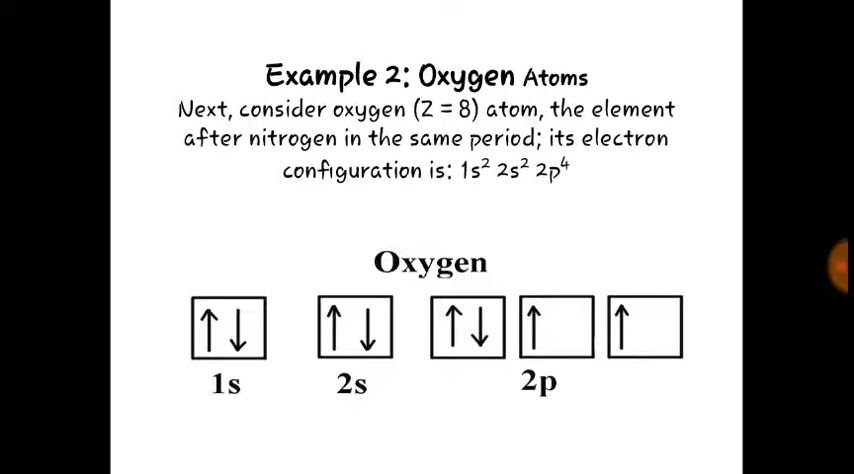 Example 2: Oxygen Atoms
Next, consider oxygen (Z = 8) atom, the element
after nitrogen in the same period; its electron
configuration is: 1s² 2s² 2p⁴
Oxygen
↑↓ ↑↓ ↑↓ ↑ ↑
1s 2s 2p